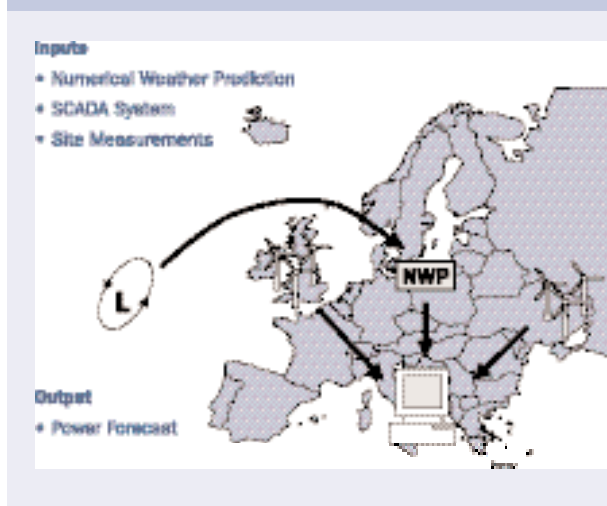 Inputs
• Numerical Weather Prediction
• SCADA System
• Site Measurements
NWP
L
Output
• Power Forecast